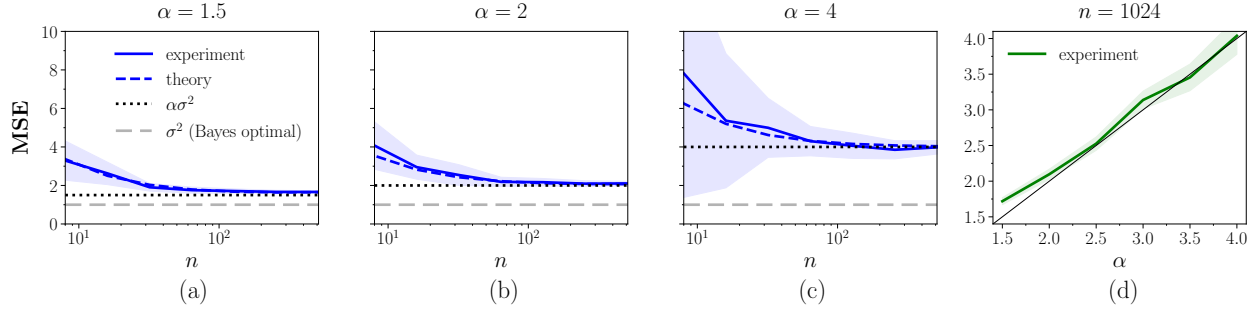 α = 1.5
α = 2
α = 4
n = 1024
MSE
10
8
6
4
2
0
experiment
theory
ασ²
σ² (Bayes optimal)
experiment
4.0
3.5
3.0
2.5
2.0
1.5
10¹ 10²
10¹ 10²
10¹ 10²
1.5 2.0 2.5 3.0 3.5 4.0
n
n
n
α
(a)
(b)
(c)
(d)